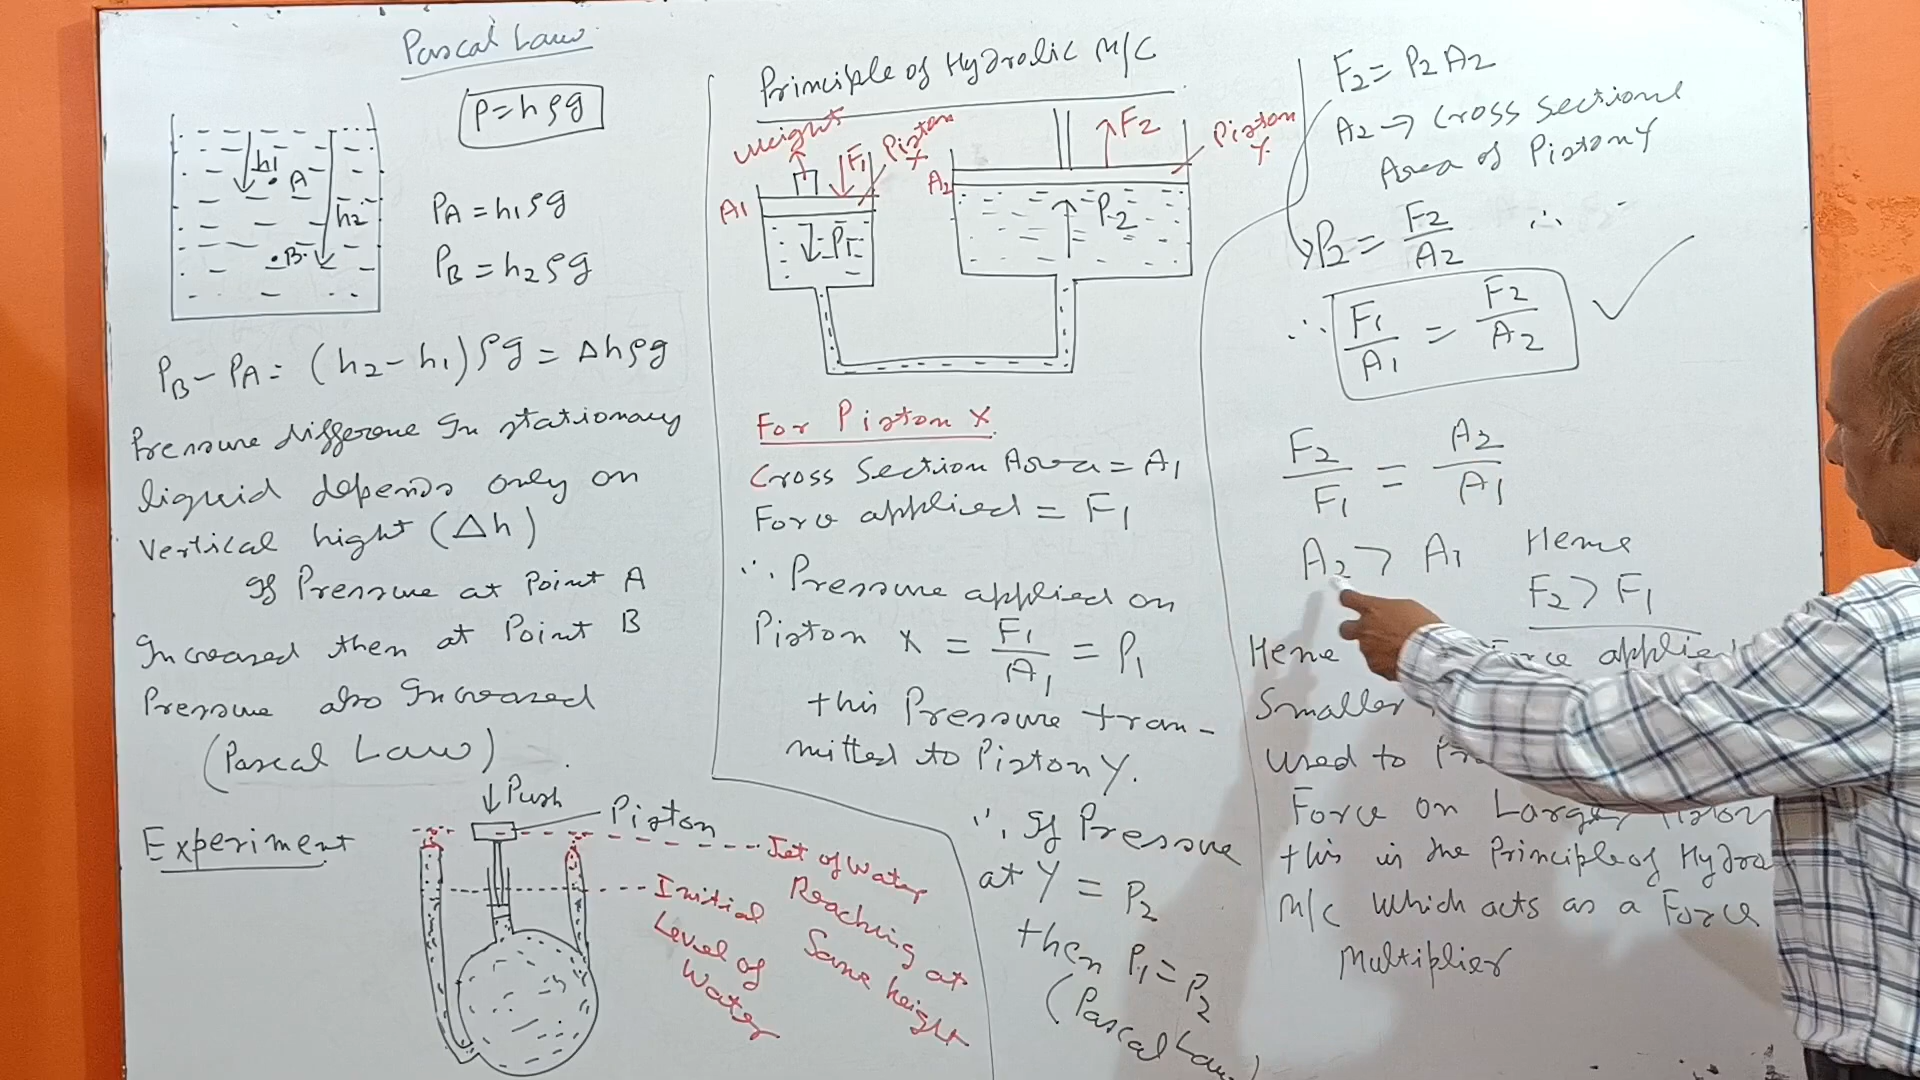 Pascal Law
P = hρg
h1
A
h2
B
PA = h1ρg
PB = h2ρg
PB - PA = (h2 - h1)ρg = Δhρg
Pressure differone In stationary
liquid depends only on
Vertical hight (Δh)
If Pressure at Point A
Increased then at Point B
Pressure also Increased
(Pascal Law)
Experiment
Push
Piston
Jet of Water
Reaching at
Same height
Initial
Level of
Water
Principle of Hydrolic M/C
Weight
F1
Piston
X
A1
P1
A2
F2
Piston
Y
P2
For Piston X
Cross Section Area = A1
Force applied = F1
∴ Pressure applied on
Piston X = F1/A1 = P1
this Pressure tran-
mitted to Piston Y.
∴ If Pressure
at Y = P2
then P1 = P2
(Pascal Law)
F2 = P2 A2
A2 → Cross Sectional
Area of Piston Y
P2 = F2/A2 ∴
∴ F1/A1 = F2/A2 ✓
F2/F1 = A2/A1
A2 > A1 Hence
F2 > F1
Hence Force applied
Smaller
used to
Force on Larger Piston
this is the Principle of Hydro
M/C which acts as a Force
Multiplier